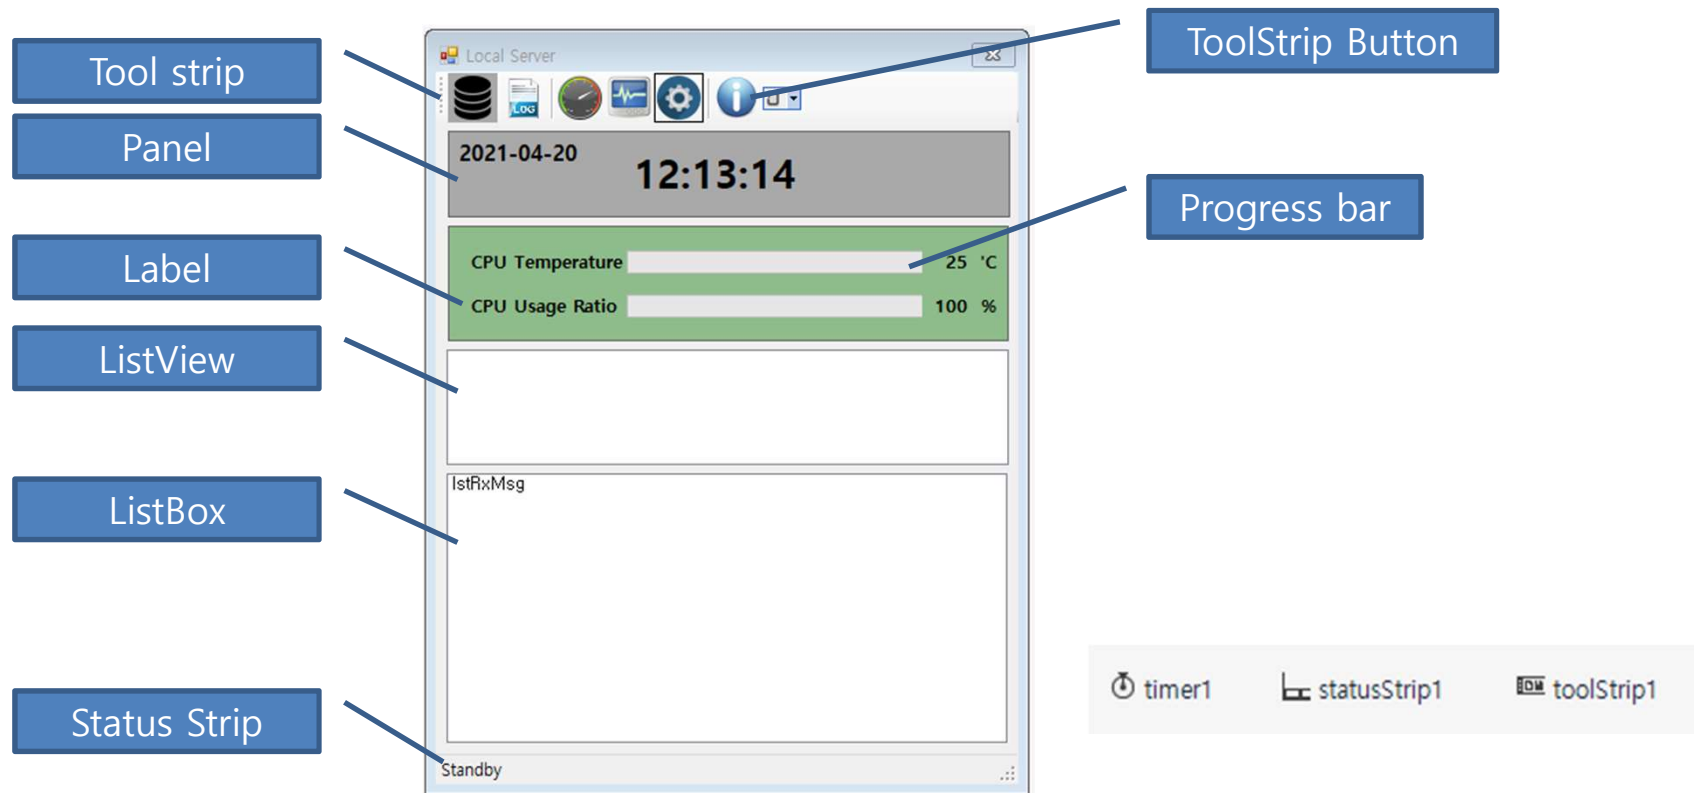 Tool strip
Panel
Label
ListView
ListBox
Status Strip
Local Server
LOG
2021-04-20
12:13:14
CPU Temperature 25 'C
CPU Usage Ratio 100 %
lstRxMsg
Standby
ToolStrip Button
Progress bar
timer1 statusStrip1 toolStrip1